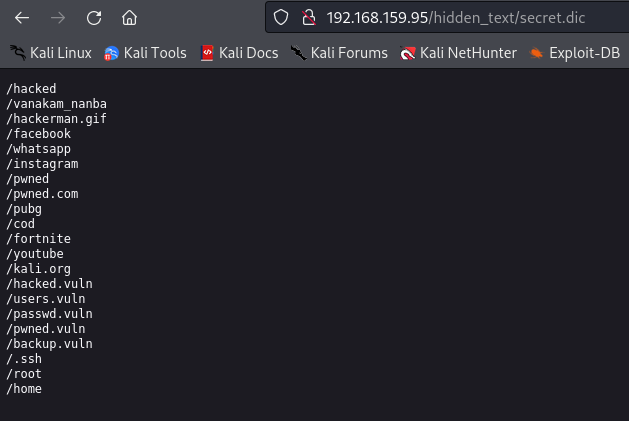 192.168.159.95/hidden_text/secret.dic
Kali Linux Kali Tools Kali Docs Kali Forums Kali NetHunter Exploit-DB
/hacked
/vanakam_nanba
/hackerman.gif
/facebook
/whatsapp
/instagram
/pwned
/pwned.com
/pubg
/cod
/fortnite
/youtube
/kali.org
/hacked.vuln
/users.vuln
/passwd.vuln
/pwned.vuln
/backup.vuln
/.ssh
/root
/home